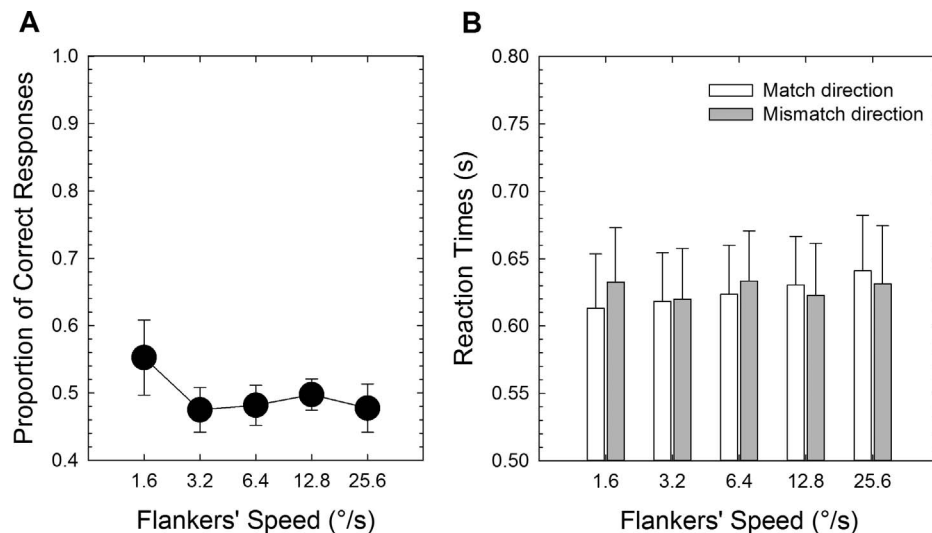 A
Proportion of Correct Responses
1.0
0.9
0.8
0.7
0.6
0.5
0.4
1.6 3.2 6.4 12.8 25.6
Flankers' Speed (°/s)
B
Reaction Times (s)
0.80
0.75
0.70
0.65
0.60
0.55
0.50
Match direction
Mismatch direction
1.6 3.2 6.4 12.8 25.6
Flankers' Speed (°/s)